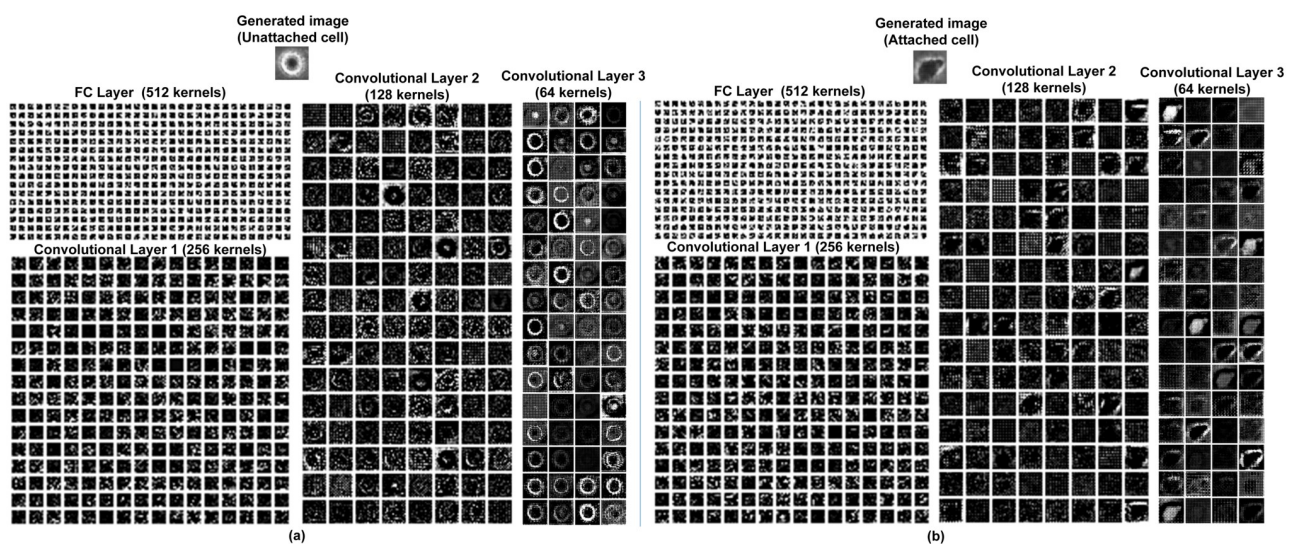 Generated image
(Unattached cell)
FC Layer (512 kernels)
Convolutional Layer 2
(128 kernels)
Convolutional Layer 3
(64 kernels)
Convolutional Layer 1 (256 kernels)
(a)
Generated image
(Attached cell)
FC Layer (512 kernels)
Convolutional Layer 2
(128 kernels)
Convolutional Layer 3
(64 kernels)
Convolutional Layer 1 (256 kernels)
(b)